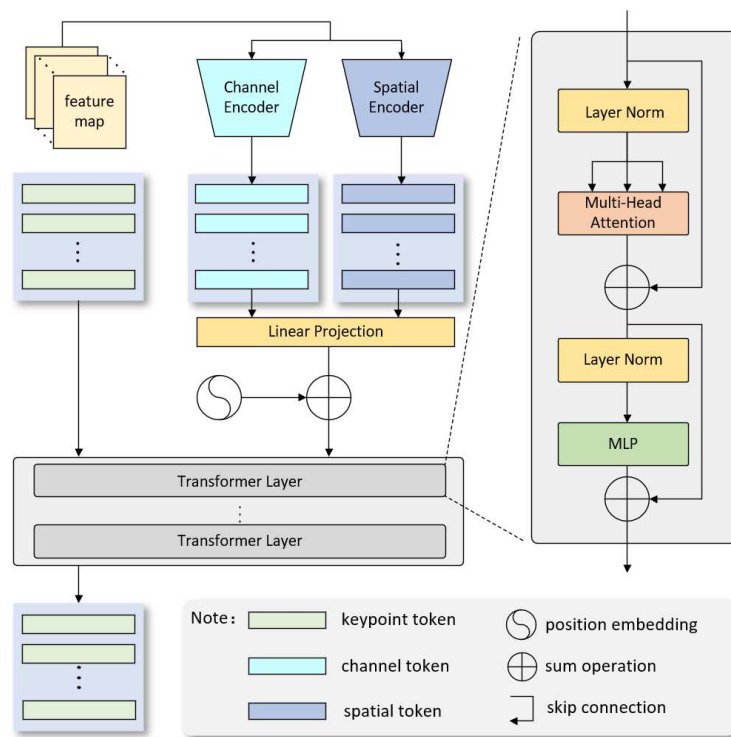 feature
map
Channel
Encoder
Spatial
Encoder
Linear Projection
Transformer Layer
Transformer Layer
Layer Norm
Multi-Head
Attention
Layer Norm
MLP
Note：
keypoint token
position embedding
channel token
sum operation
spatial token
skip connection